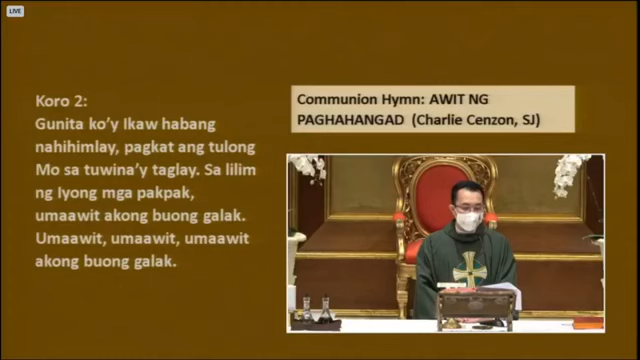 LIVE
Koro 2:
Gunita ko’y Ikaw habang
nahihimlay, pagkat ang tulong
Mo sa tuwina’y taglay. Sa lilim
ng Iyong mga pakpak,
umaawit akong buong galak.
Umaawit, umaawit, umaawit
akong buong galak.
Communion Hymn: AWIT NG
PAGHAHANGAD (Charlie Cenzon, SJ)